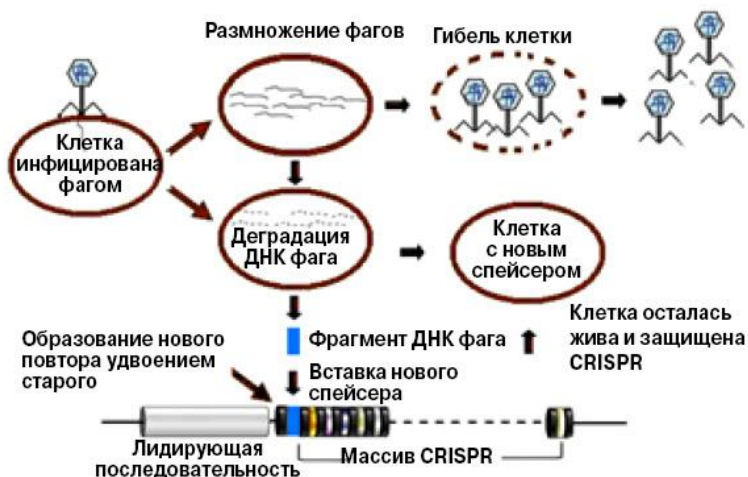 Размножение фагов
Гибель клетки
Клетка
инфицирована
фагом
Деградация
ДНК фага
Клетка
с новым
спейсером
Фрагмент ДНК фага
Клетка осталась
жива и защищена
CRISPR
Образование нового
повтора удвоением
старого
Вставка нового
спейсера
Лидирующая
последовательность
Массив CRISPR